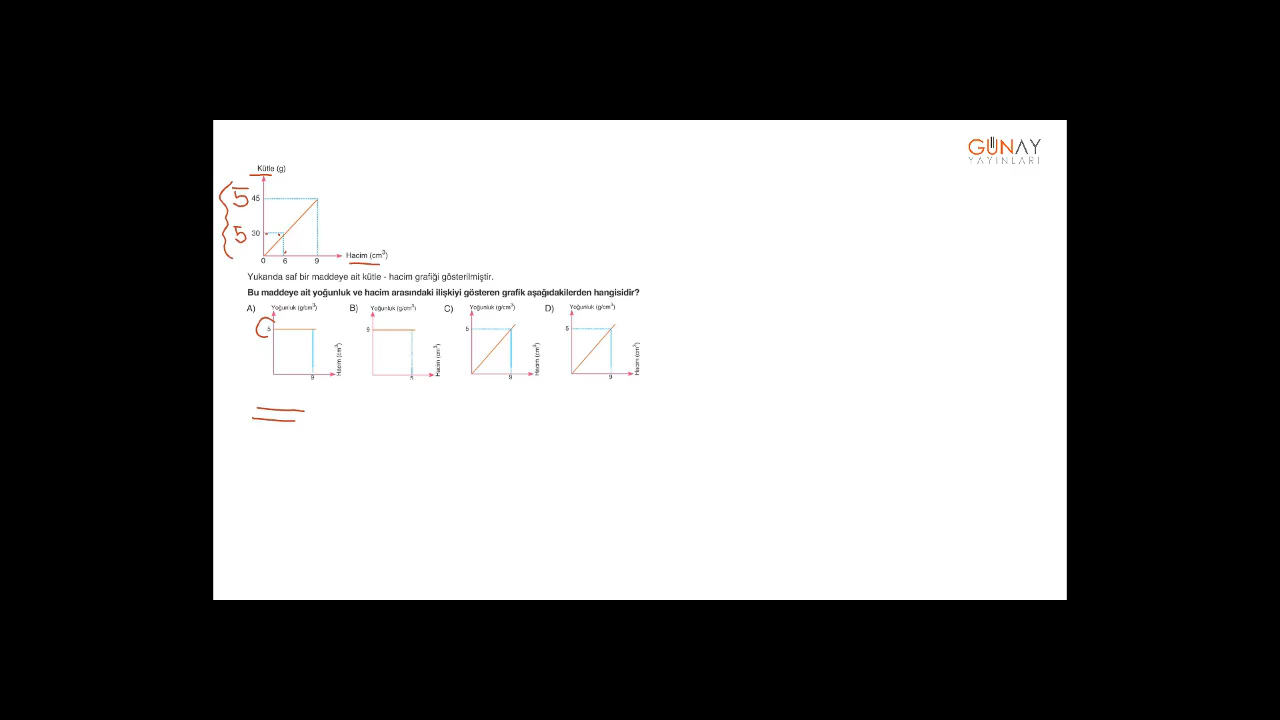 GÜNAY
YAYINLARI
Kütle (g)
5 45
5 30
0 6 9 Hacim (cm³)
Yukarıda saf bir maddeye ait kütle - hacim grafiği gösterilmiştir.
Bu maddeye ait yoğunluk ve hacim arasındaki ilişkiyi gösteren grafik aşağıdakilerden hangisidir?
A) Yoğunluk (g/cm³)
5
9
Hacim (cm³)
B) Yoğunluk (g/cm³)
9
5
Hacim (cm³)
C) Yoğunluk (g/cm³)
5
9
Hacim (cm³)
D) Yoğunluk (g/cm³)
5
9
Hacim (cm³)